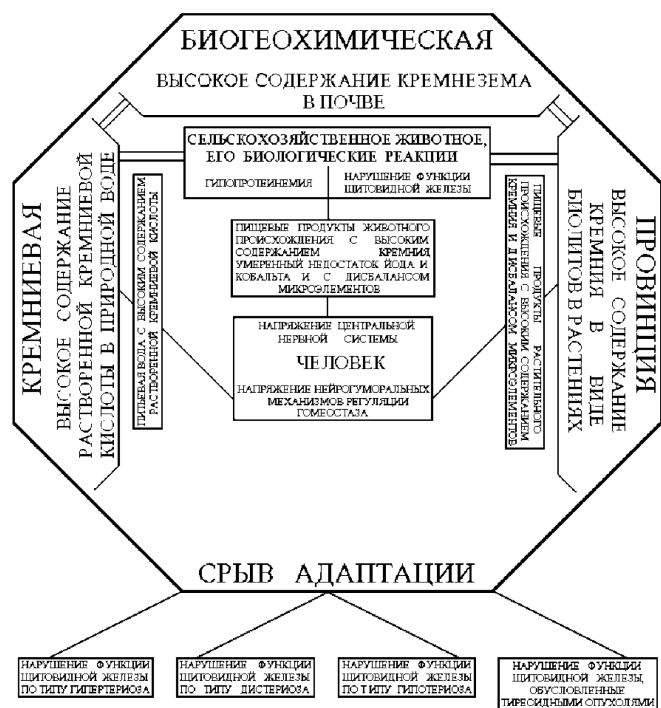 БИОГЕОХИМИЧЕСКАЯ
ВЫСОКОЕ СОДЕРЖАНИЕ КРЕМНЕЗЕМА
В ПОЧВЕ
КРЕМНИЕВАЯ
ВЫСОКОЕ СОДЕРЖАНИЕ
РАСТВОРЕННОЙ КРЕМНИЕВОЙ
КИСЛОТЫ В ПРИРОДНОЙ ВОДЕ
ПИТЬЕВАЯ ВОДА С ВЫСОКИМ СОДЕРЖАНИЕМ
РАСТВОРЕННОЙ КРЕМНИЕВОЙ КИСЛОТЫ
СЕЛЬСКОХОЗЯЙСТВЕННОЕ ЖИВОТНОЕ,
ЕГО БИОЛОГИЧЕСКИЕ РЕАКЦИИ
ГИПОПРОТЕИНЕМИЯ
НАРУШЕНИЕ ФУНКЦИИ
ЩИТОВИДНОЙ ЖЕЛЕЗЫ
ПИЩЕВЫЕ ПРОДУКТЫ ЖИВОТНОГО
ПРОИСХОЖДЕНИЯ С ВЫСОКИМ
СОДЕРЖАНИЕМ КРЕМНИЯ,
УМЕРЕННЫЙ НЕДОСТАТОК ЙОДА И
КОБАЛЬТА И С ДИСБАЛАНСОМ
МИКРОЭЛЕМЕНТОВ
НАПРЯЖЕНИЕ ЦЕНТРАЛЬНОЙ
НЕРВНОЙ СИСТЕМЫ
ЧЕЛОВЕК
НАПРЯЖЕНИЕ НЕЙРОГУМОРАЛЬНЫХ
МЕХАНИЗМОВ РЕГУЛЯЦИИ
ГОМЕОСТАЗА
ПИЩЕВЫЕ ПРОДУКТЫ РАСТИТЕЛЬНОГО
ПРОИСХОЖДЕНИЯ С ВЫСОКИМ СОДЕРЖАНИЕМ
КРЕМНИЯ И ДИСБАЛАНСОМ МИКРОЭЛЕМЕНТОВ
ПРОВИНЦИЯ
ВЫСОКОЕ СОДЕРЖАНИЕ
КРЕМНИЯ В ВИДЕ
БИОЛИТОВ В РАСТЕНИЯХ
СРЫВ АДАПТАЦИИ
НАРУШЕНИЕ ФУНКЦИИ
ЩИТОВИДНОЙ ЖЕЛЕЗЫ
ПО ТИПУ ГИПЕРТЕРИОЗА
НАРУШЕНИЕ ФУНКЦИИ
ЩИТОВИДНОЙ ЖЕЛЕЗЫ
ПО ТИПУ ДИСТЕРИОЗА
НАРУШЕНИЕ ФУНКЦИИ
ЩИТОВИДНОЙ ЖЕЛЕЗЫ
ПО ТИПУ ГИПОТЕРИОЗА
НАРУШЕНИЕ ФУНКЦИИ
ЩИТОВИДНОЙ ЖЕЛЕЗЫ,
ОБУСЛОВЛЕННЫЕ
ТИРЕОИДНЫМИ ОПУХОЛЯМИ